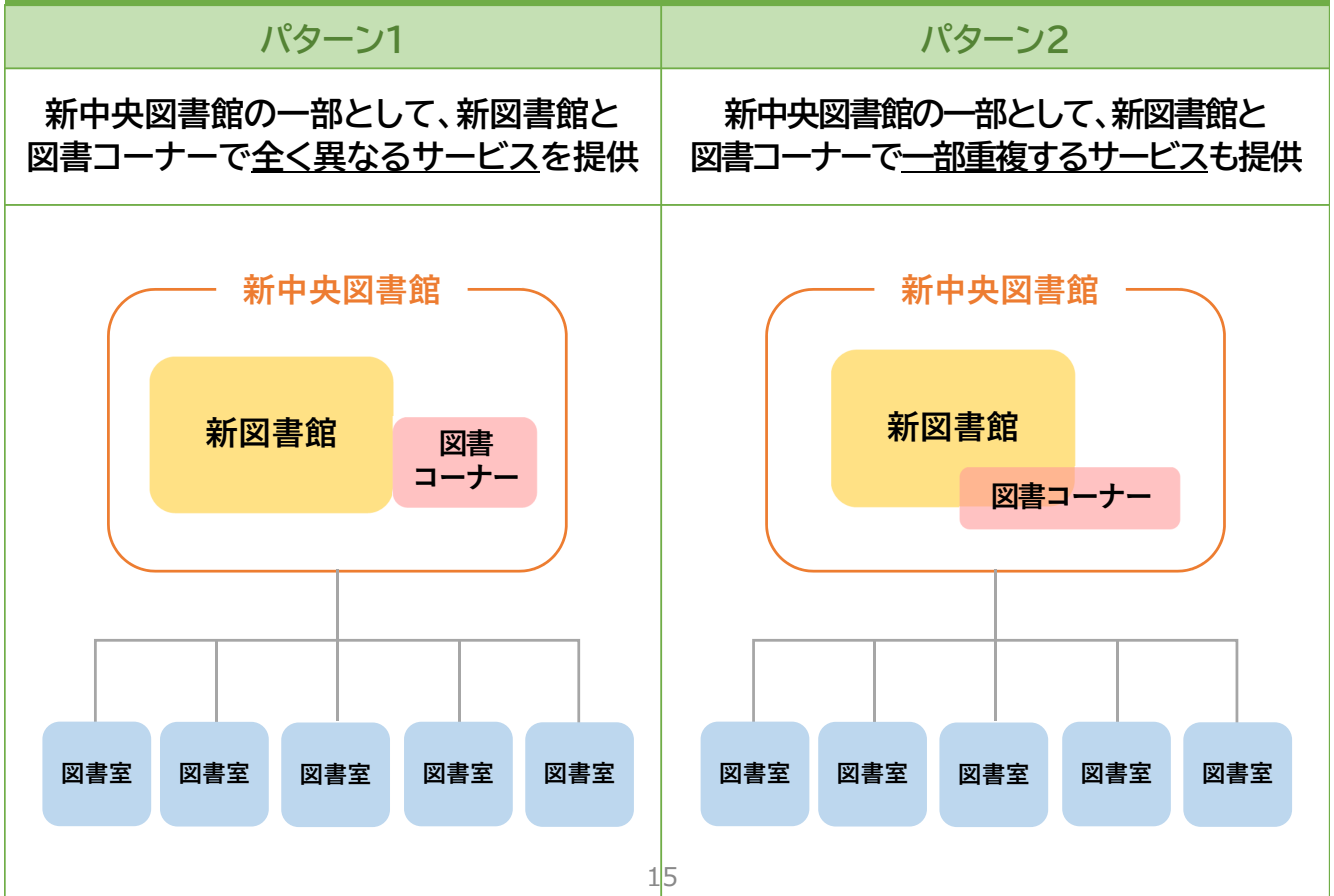 パターン1
新中央図書館の一部として、新図書館と
図書コーナーで全く異なるサービスを提供
新中央図書館
新図書館
図書
コーナー
図書室
図書室
図書室
図書室
図書室
パターン2
新中央図書館の一部として、新図書館と
図書コーナーで一部重複するサービスも提供
新中央図書館
新図書館
図書コーナー
図書室
図書室
図書室
図書室
図書室
15